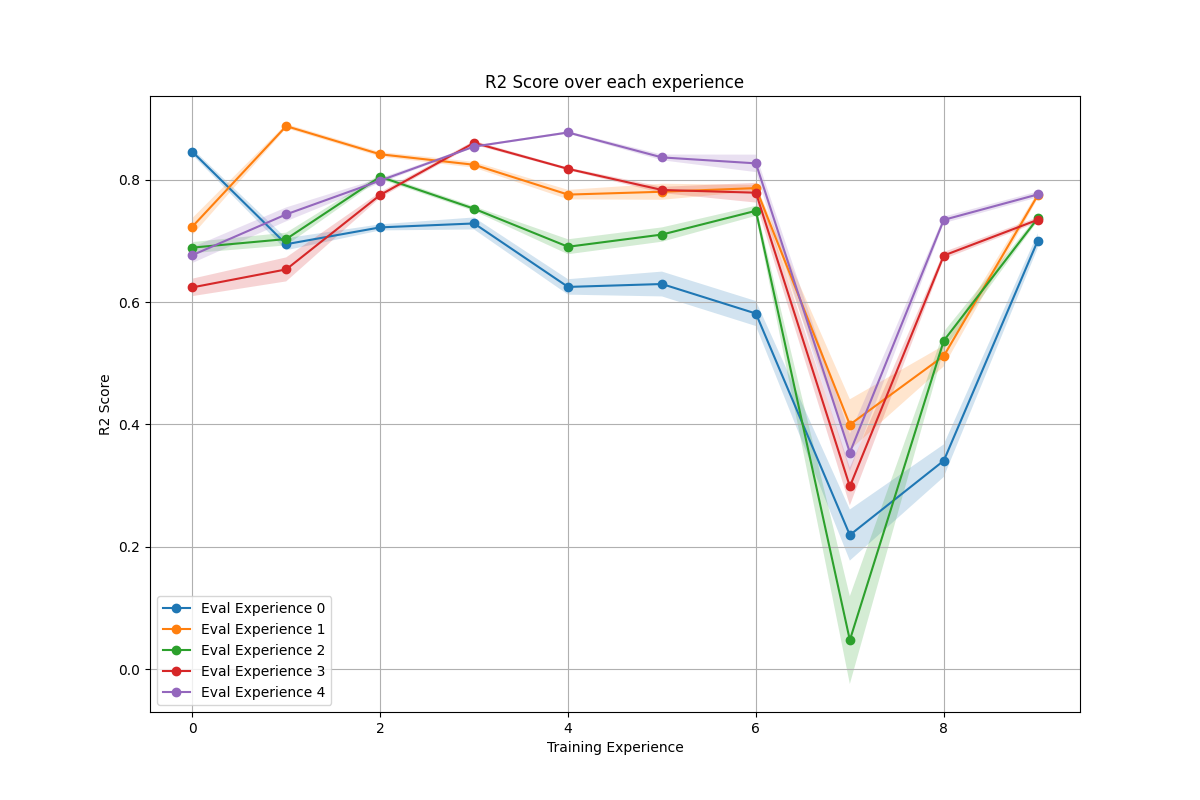 R2 Score over each experience
R2 Score
0.8
0.6
0.4
0.2
0.0
Eval Experience 0
Eval Experience 1
Eval Experience 2
Eval Experience 3
Eval Experience 4
0 2 4 6 8
Training Experience